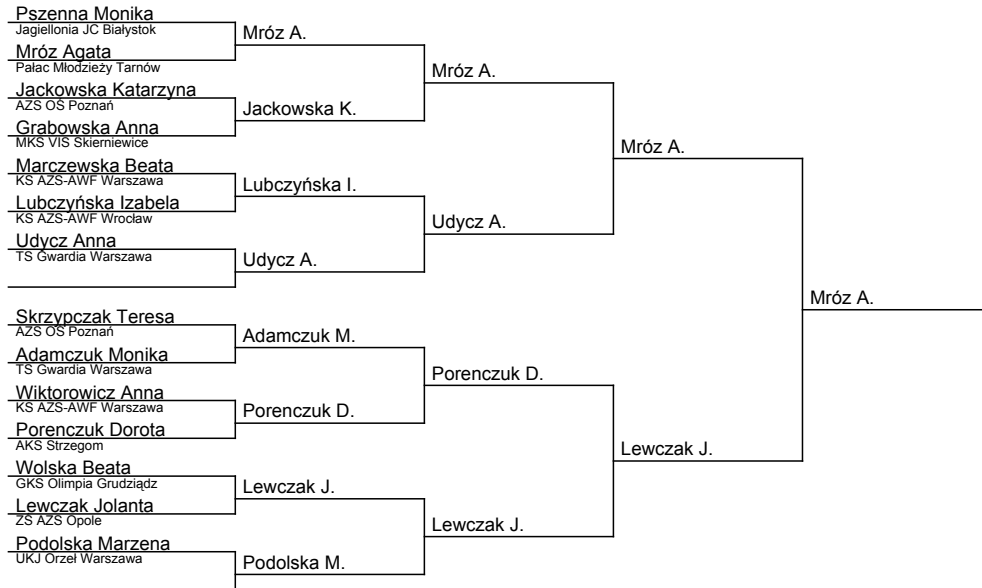 Pszenna Monika
Jagiellonia JC Białystok
Mróz Agata
Pałac Młodzieży Tarnów
Jackowska Katarzyna
AZS OŚ Poznań
Grabowska Anna
MKS VIS Skierniewice
Marczewska Beata
KS AZS-AWF Warszawa
Lubczyńska Izabela
KS AZS-AWF Wrocław
Udycz Anna
TS Gwardia Warszawa
Skrzypczak Teresa
AZS OŚ Poznań
Adamczuk Monika
TS Gwardia Warszawa
Wiktorowicz Anna
KS AZS-AWF Warszawa
Porenczuk Dorota
AKS Strzegom
Wolska Beata
GKS Olimpia Grudziądz
Lewczak Jolanta
ZS AZS Opole
Podolska Marzena
UKJ Orzeł Warszawa
Mróz A.
Jackowska K.
Lubczyńska I.
Udycz A.
Adamczuk M.
Porenczuk D.
Lewczak J.
Podolska M.
Mróz A.
Udycz A.
Porenczuk D.
Lewczak J.
Mróz A.
Lewczak J.
Mróz A.